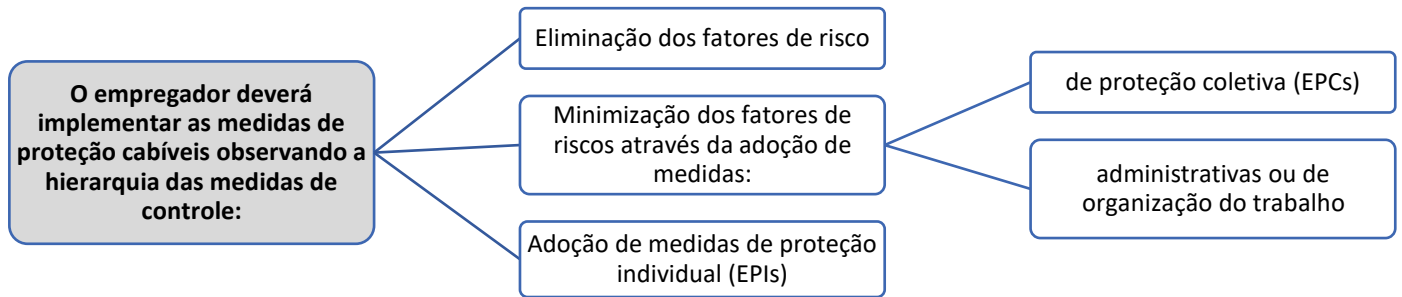 O empregador deverá
implementar as medidas de
proteção cabíveis observando a
hierarquia das medidas de
controle:
Eliminação dos fatores de risco
Minimização dos fatores de
riscos através da adoção de
medidas:
de proteção coletiva (EPCs)
administrativas ou de
organização do trabalho
Adoção de medidas de proteção
individual (EPIs)